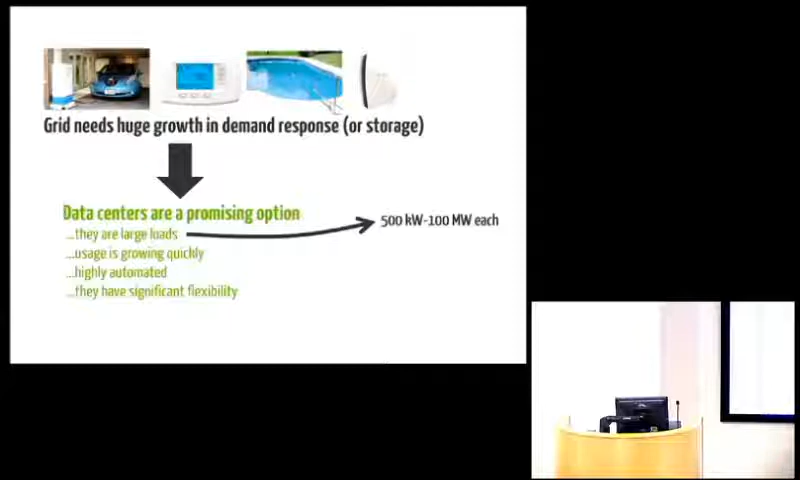 Grid needs huge growth in demand response (or storage)
Data centers are a promising option
...they are large loads
500 kW-100 MW each
...usage is growing quickly
...highly automated
...they have significant flexibility